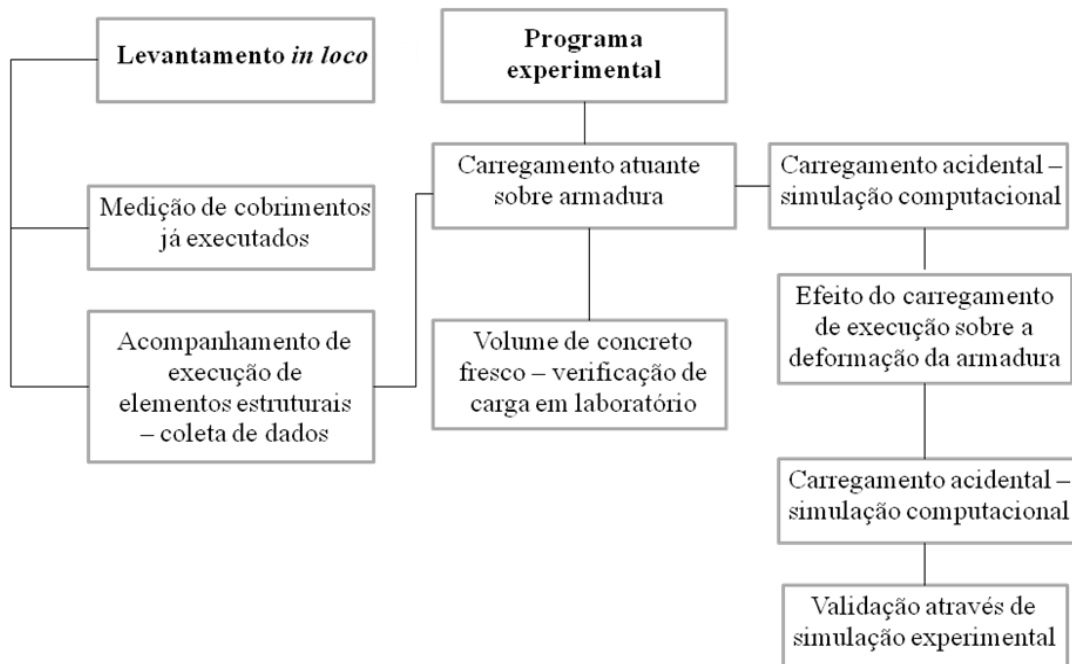 Levantamento in loco
Medição de cobrimentos
já executados
Acompanhamento de
execução de
elementos estruturais
– coleta de dados
Programa
experimental
Carregamento atuante
sobre armadura
Volume de concreto
fresco – verificação de
carga em laboratório
Carregamento acidental –
simulação computacional
Efeito do carregamento
de execução sobre a
deformação da armadura
Carregamento acidental –
simulação computacional
Validação através de
simulação experimental